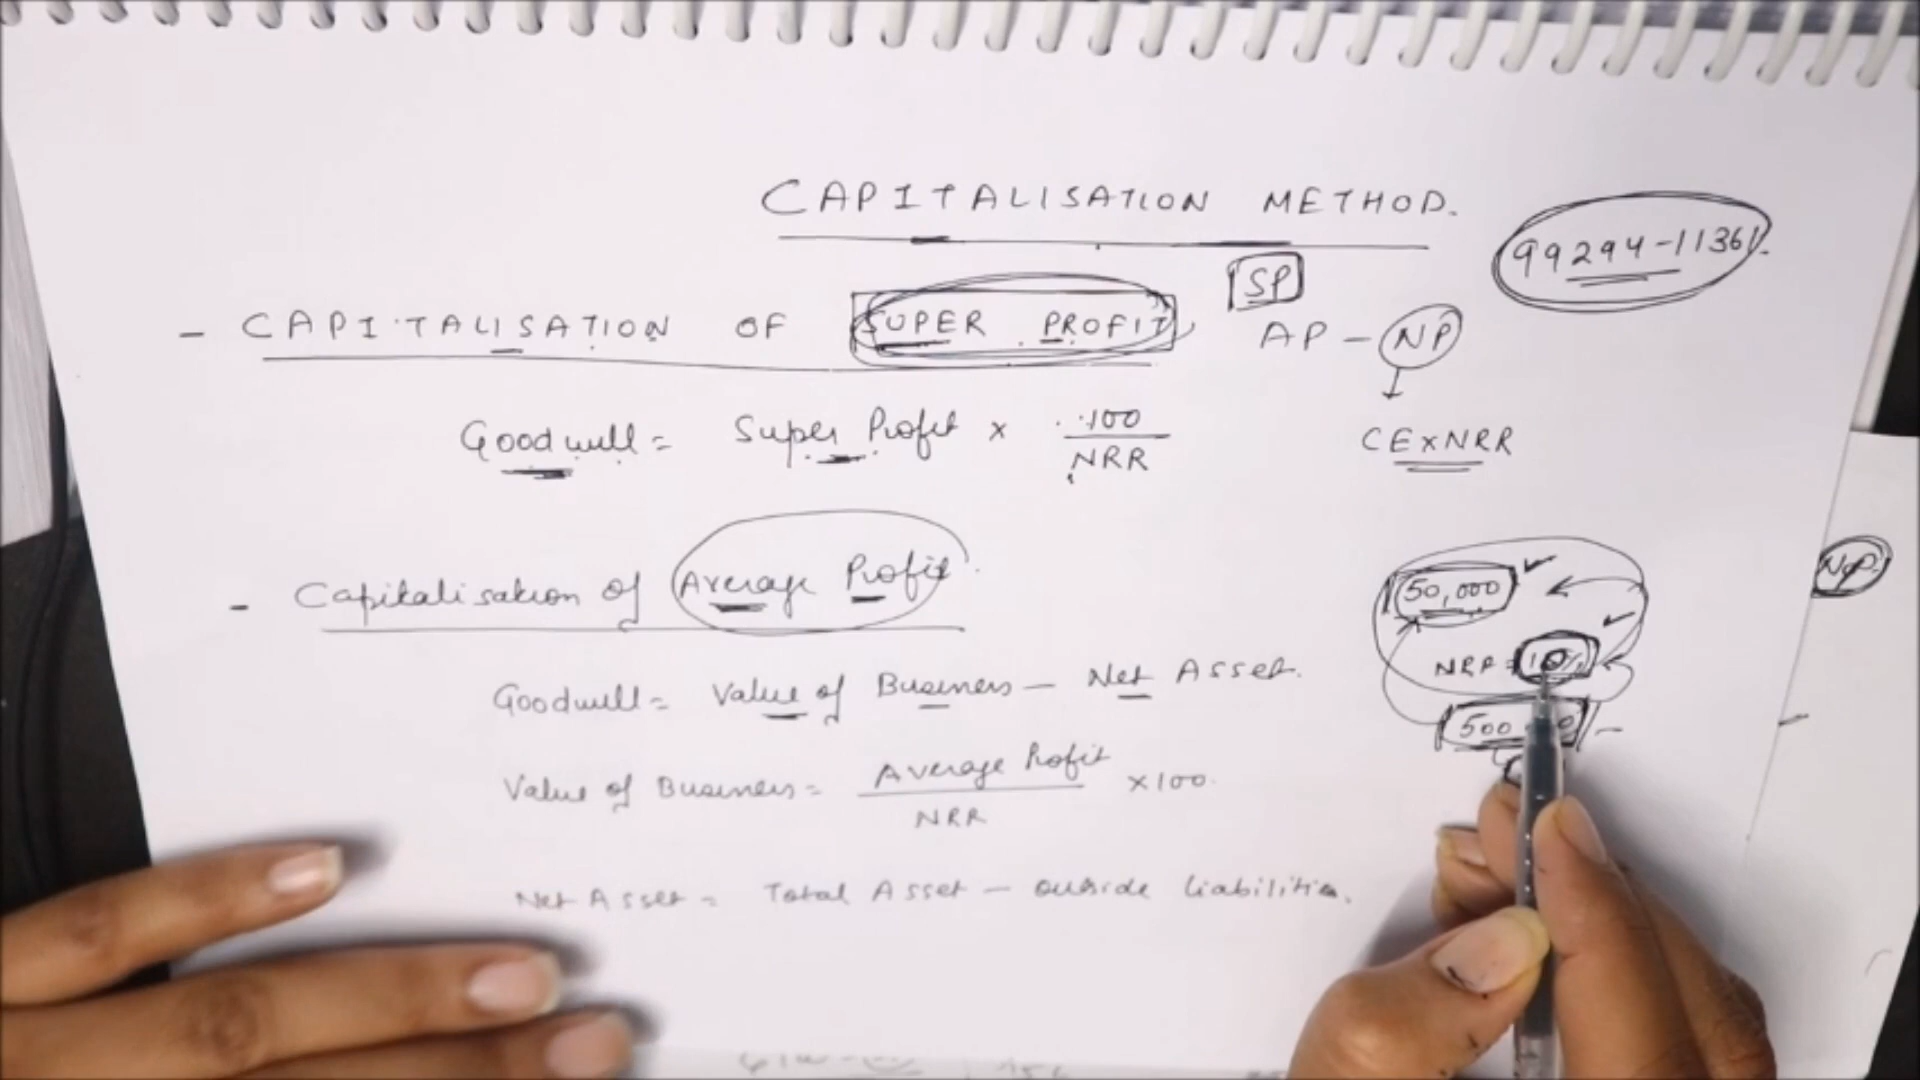 CAPITALISATION METHOD.
99294-11361
SP
- CAPITALISATION OF SUPER PROFIT
AP - NP
Goodwill = Super Profit × 100 / NRR
CE×NRR
- Capitalisation of Average Profit.
50,000
NP
Goodwill = Value of Business - Net Asset.
NRR = 10%
500
Value of Business = Average Profit / NRR ×100.
Net Asset = Total Asset - outside liabilities.